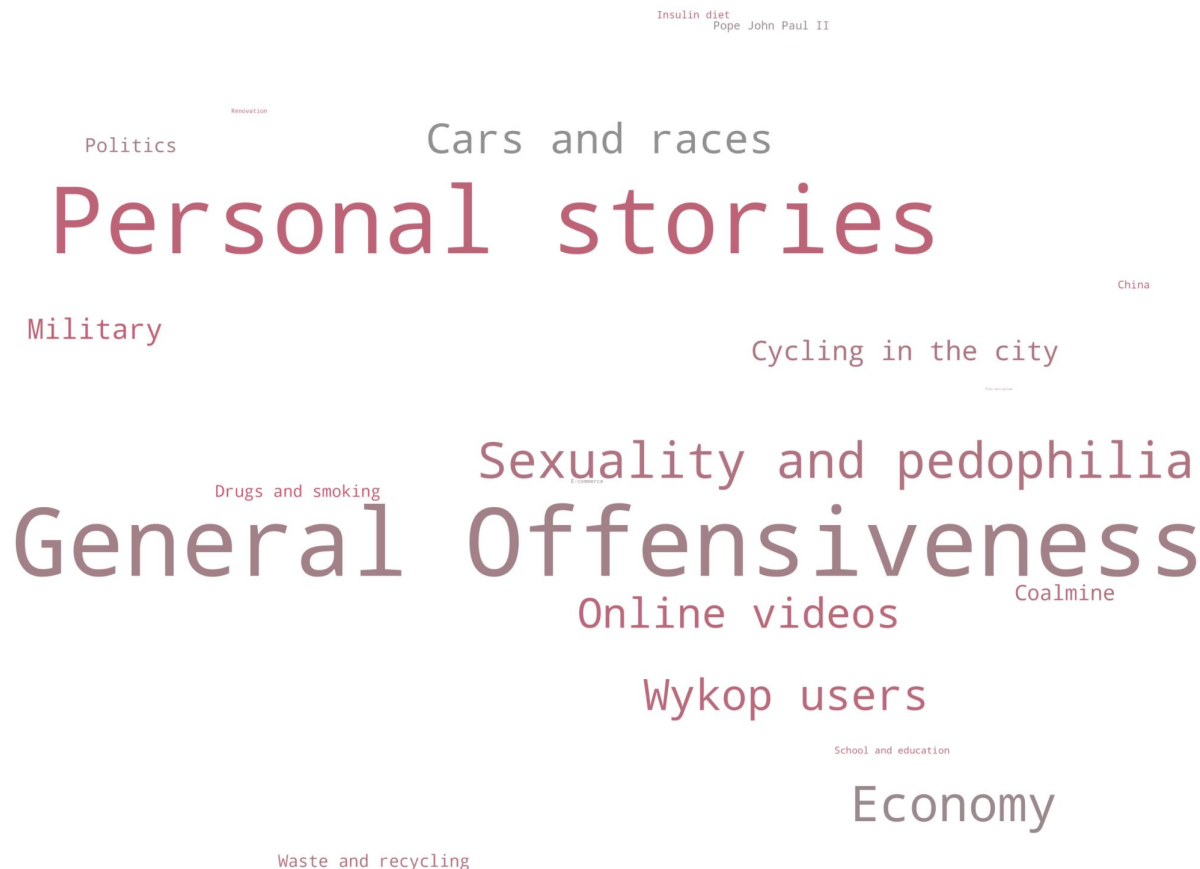 Insulin diet
Pope John Paul II
Renovation
Cars and races
Politics
Personal stories
China
Military
Cycling in the city
Sexuality and pedophilia
E-commerce
Drugs and smoking
General Offensiveness
Coalmine
Online videos
Wykop users
School and education
Economy
Waste and recycling